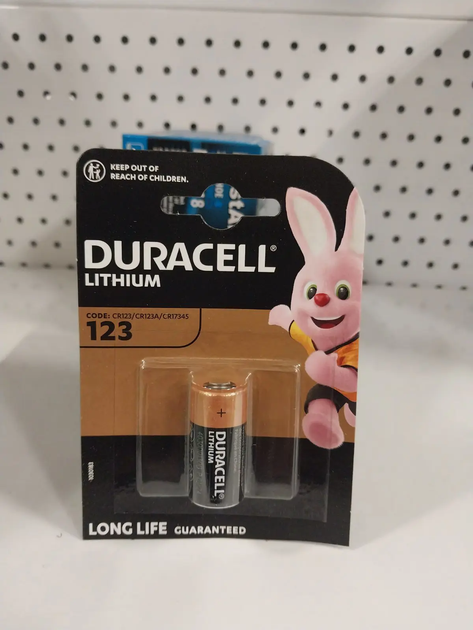 KEEP OUT OF
REACH OF CHILDREN.
DURACELL®
LITHIUM
CODE: CR123/CR123A/CR17345
123
+
DURACELL®
LITHIUM
LONG LIFE GUARANTEED